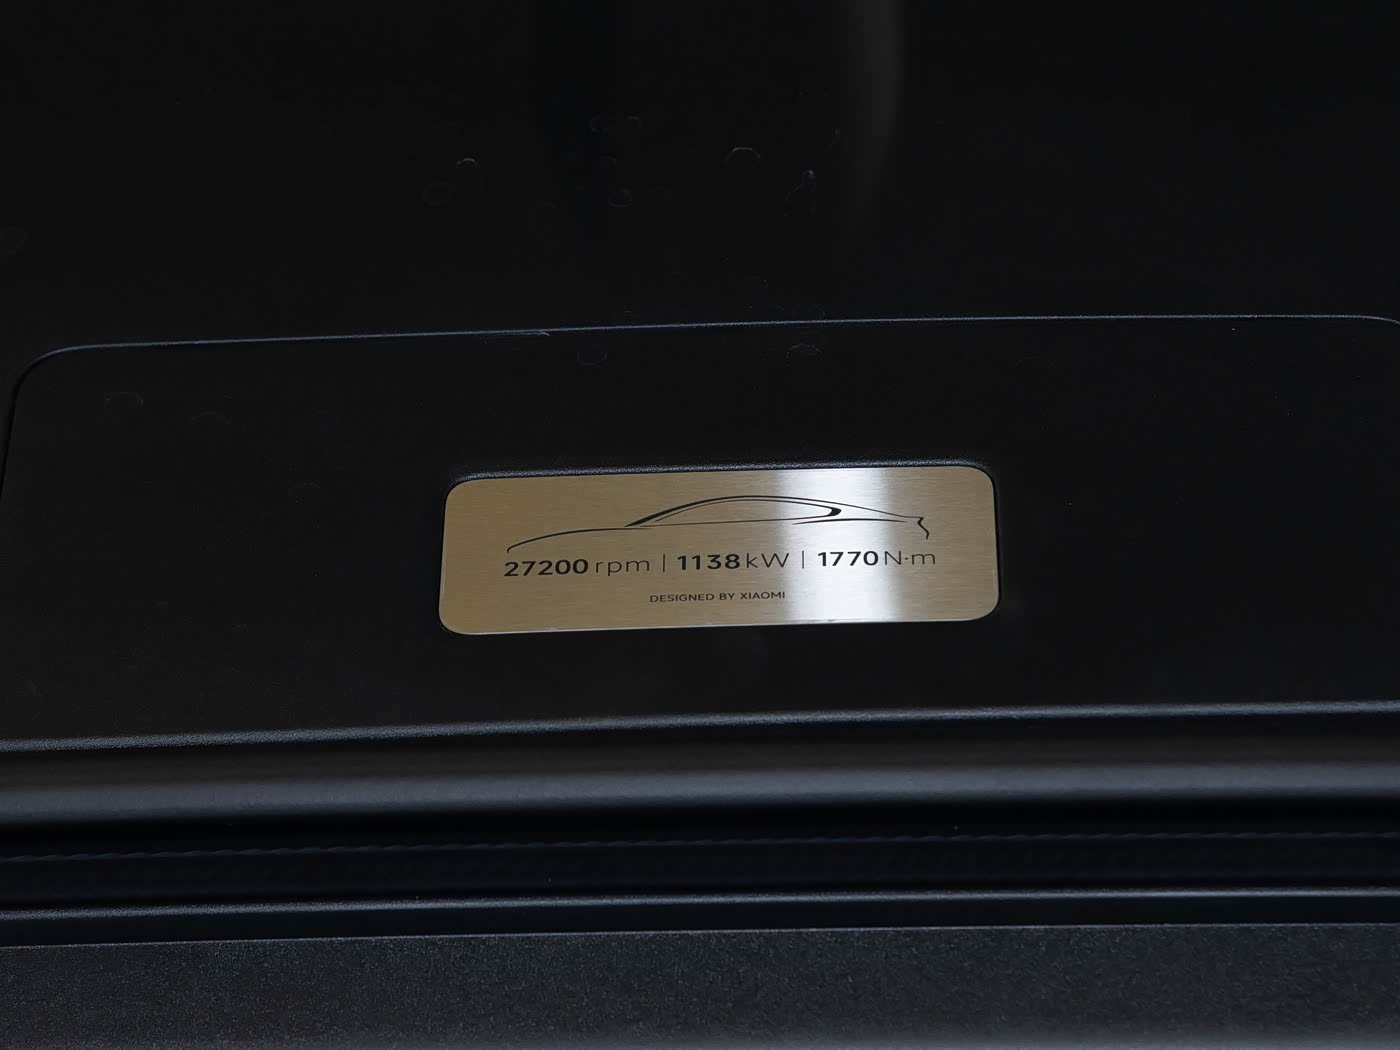 27200 rpm | 1138 kW | 1770 N·m
DESIGNED BY XIAOMI